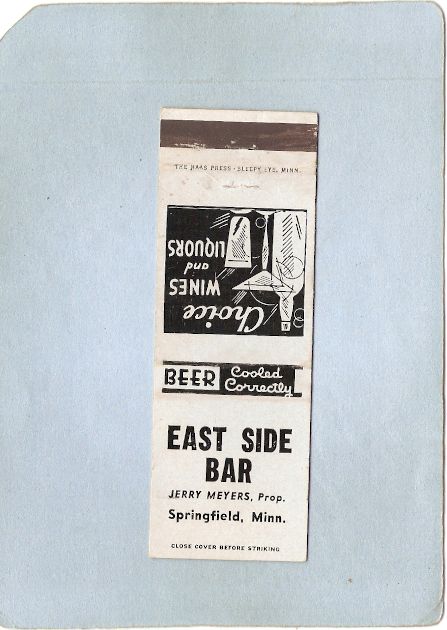 THE HAAS PRESS - SLEEPY EYE, MINN.
Choice
WINES
and
LIQUORS
BEER Cooled
Correctly
EAST SIDE
BAR
JERRY MEYERS, Prop.
Springfield, Minn.
CLOSE COVER BEFORE STRIKING